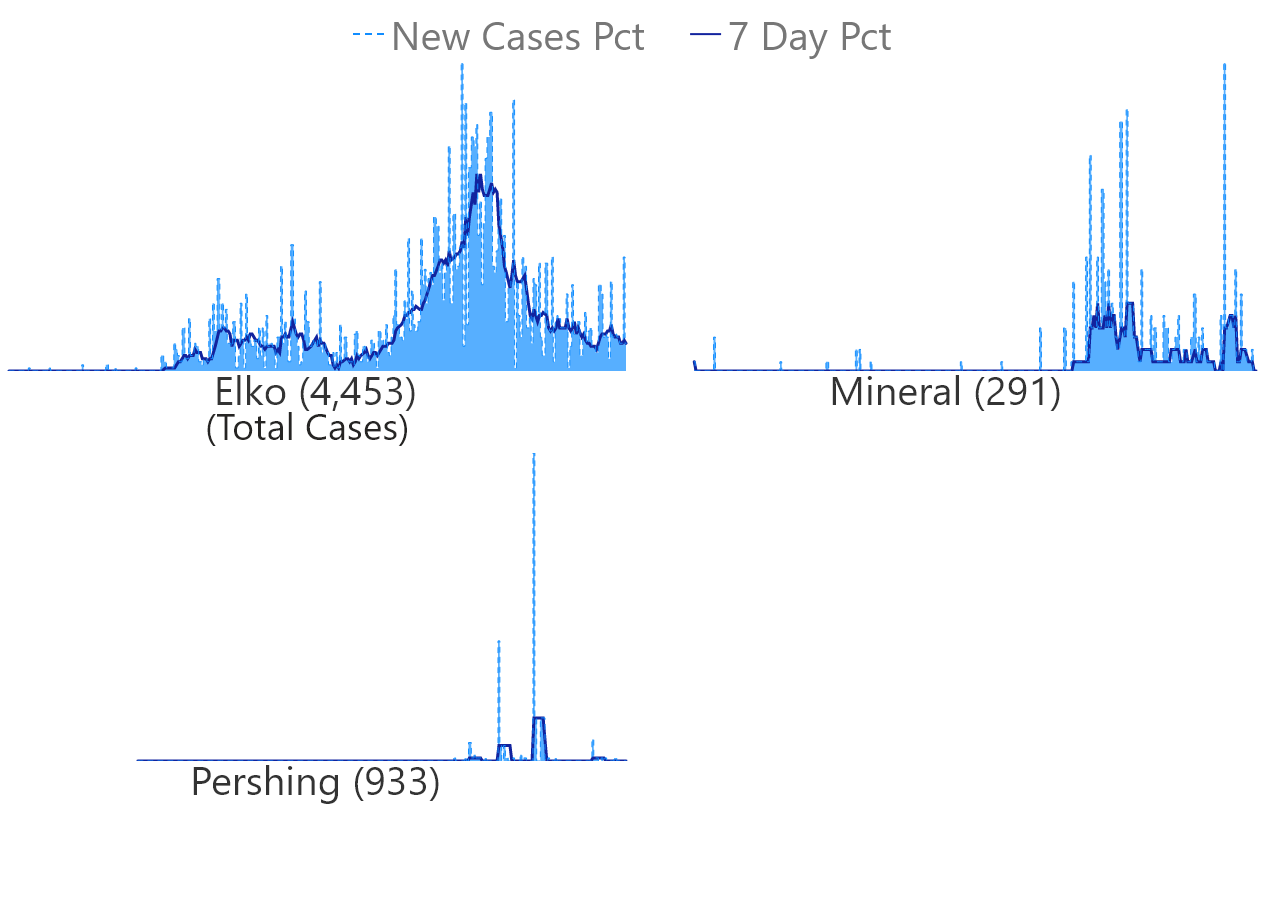 New Cases Pct 7 Day Pct
Elko (4,453) Mineral (291)
(Total Cases)
Pershing (933)